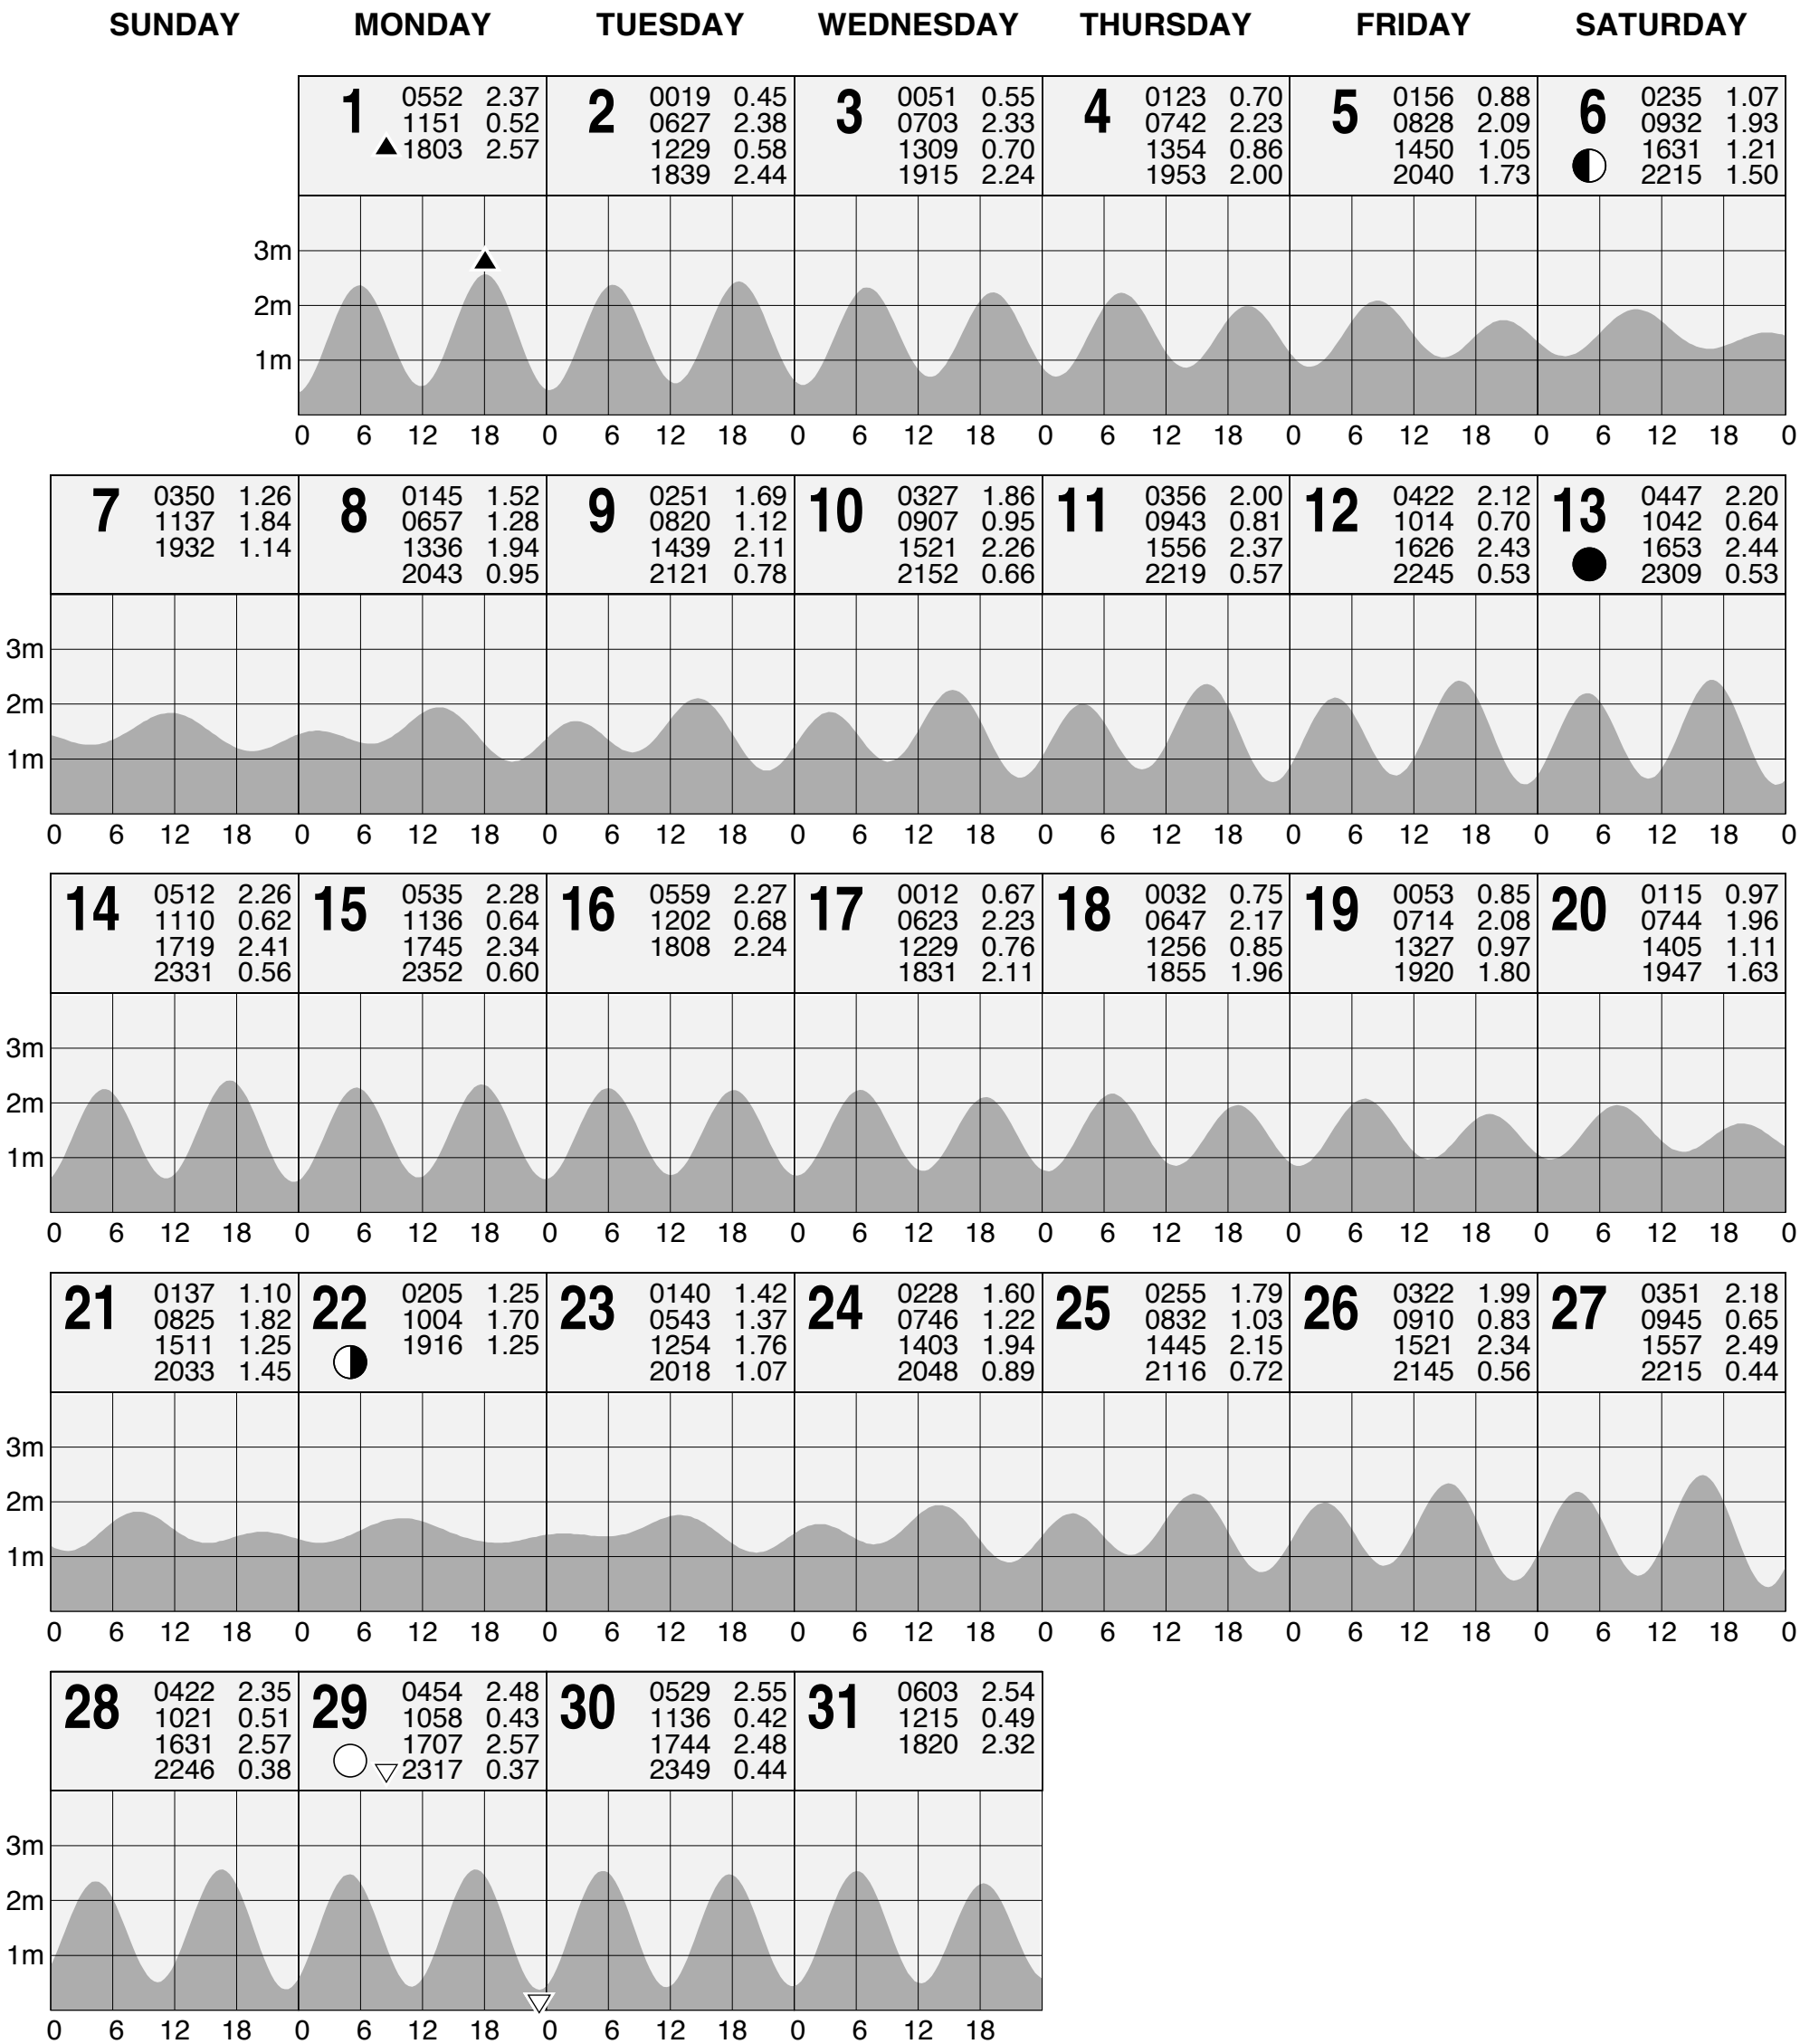 SUNDAY MONDAY TUESDAY WEDNESDAY THURSDAY FRIDAY SATURDAY
1 0552 2.37 2 0019 0.45 3 0051 0.55 4 0123 0.70 5 0156 0.88 6 0235 1.07
1151 0.52 0627 2.38 0703 2.33 0742 2.23 0828 2.09 0932 1.93
1803 2.57 1229 0.58 1309 0.70 1354 0.86 1450 1.05 1631 1.21
1839 2.44 1915 2.24 1953 2.00 2040 1.73 2215 1.50
3m
2m
1m
0 6 12 18 0 6 12 18 0 6 12 18 0 6 12 18 0 6 12 18 0 6 12 18 0
7 0350 1.26 8 0145 1.52 9 0251 1.69 10 0327 1.86 11 0356 2.00 12 0422 2.12 13 0447 2.20
1137 1.84 0657 1.28 0820 1.12 0907 0.95 0943 0.81 1014 0.70 1042 0.64
1932 1.14 1336 1.94 1439 2.11 1521 2.26 1556 2.37 1626 2.43 1653 2.44
2043 0.95 2121 0.78 2152 0.66 2219 0.57 2245 0.53 2309 0.53
3m
2m
1m
0 6 12 18 0 6 12 18 0 6 12 18 0 6 12 18 0 6 12 18 0 6 12 18 0 6 12 18 0
14 0512 2.26 15 0535 2.28 16 0559 2.27 17 0012 0.67 18 0032 0.75 19 0053 0.85 20 0115 0.97
1110 0.62 1136 0.64 1202 0.68 0623 2.23 0647 2.17 0714 2.08 0744 1.96
1719 2.41 1745 2.34 1808 2.24 1229 0.76 1256 0.85 1327 0.97 1405 1.11
2331 0.56 2352 0.60 1831 2.11 1855 1.96 1920 1.80 1947 1.63
3m
2m
1m
0 6 12 18 0 6 12 18 0 6 12 18 0 6 12 18 0 6 12 18 0 6 12 18 0 6 12 18 0
21 0137 1.10 22 0205 1.25 23 0140 1.42 24 0228 1.60 25 0255 1.79 26 0322 1.99 27 0351 2.18
0825 1.82 1004 1.70 0543 1.37 0746 1.22 0832 1.03 0910 0.83 0945 0.65
1511 1.25 1916 1.25 1254 1.76 1403 1.94 1445 2.15 1521 2.34 1557 2.49
2033 1.45 2018 1.07 2048 0.89 2116 0.72 2145 0.56 2215 0.44
3m
2m
1m
0 6 12 18 0 6 12 18 0 6 12 18 0 6 12 18 0 6 12 18 0 6 12 18 0 6 12 18 0
28 0422 2.35 29 0454 2.48 30 0529 2.55 31 0603 2.54
1021 0.51 1058 0.43 1136 0.42 1215 0.49
1631 2.57 1707 2.57 1744 2.48 1820 2.32
2246 0.38 2317 0.37 2349 0.44
3m
2m
1m
0 6 12 18 0 6 12 18 0 6 12 18 0 6 12 18